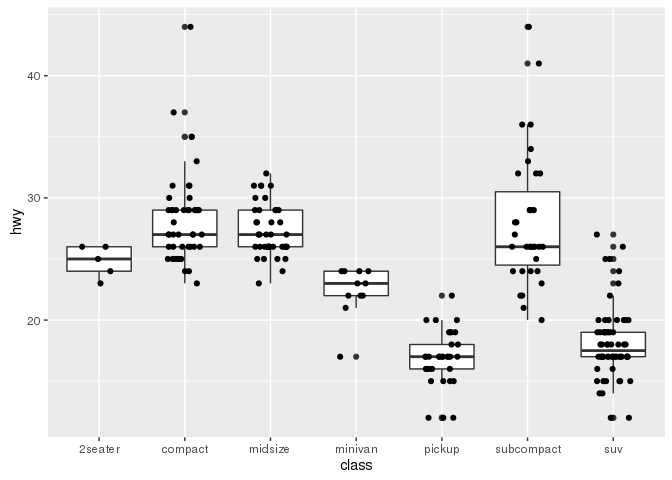 hwy
40
30
20
2seater compact midsize minivan pickup subcompact suv
class